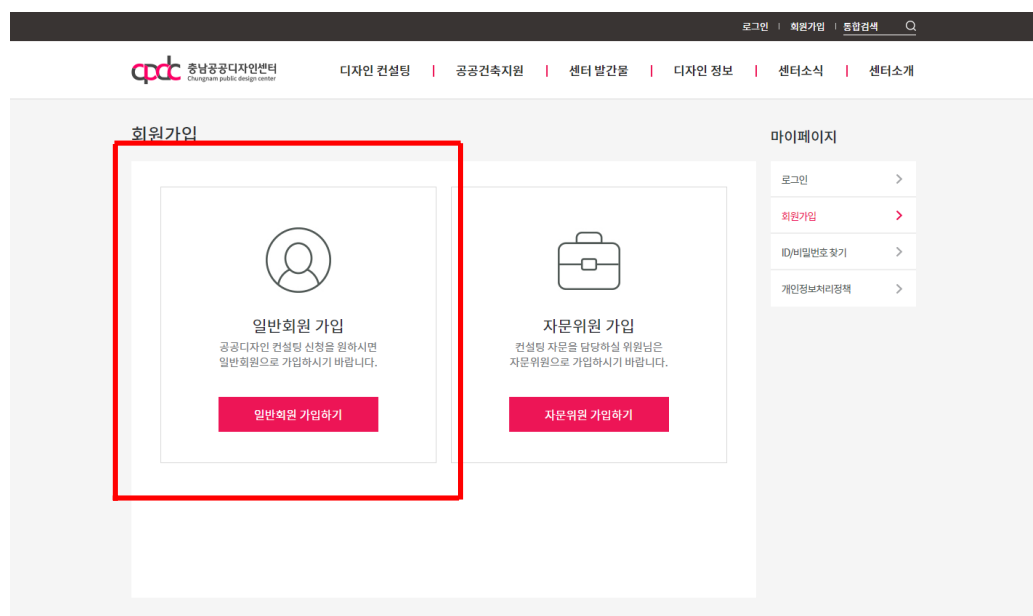 로그인 | 회원가입 | 통합검색
cpdc 충남공공디자인센터
Chungnam public design center
디자인 컨설팅 | 공공건축지원 | 센터 발간물 | 디자인 정보 | 센터소식 | 센터소개
회원가입
일반회원 가입
공공디자인 컨설팅 신청을 원하시면
일반회원으로 가입하시기 바랍니다.
일반회원 가입하기
자문위원 가입
컨설팅 자문을 담당하실 위원님은
자문위원으로 가입하시기 바랍니다.
자문위원 가입하기
마이페이지
로그인
회원가입
ID/비밀번호 찾기
개인정보처리정책